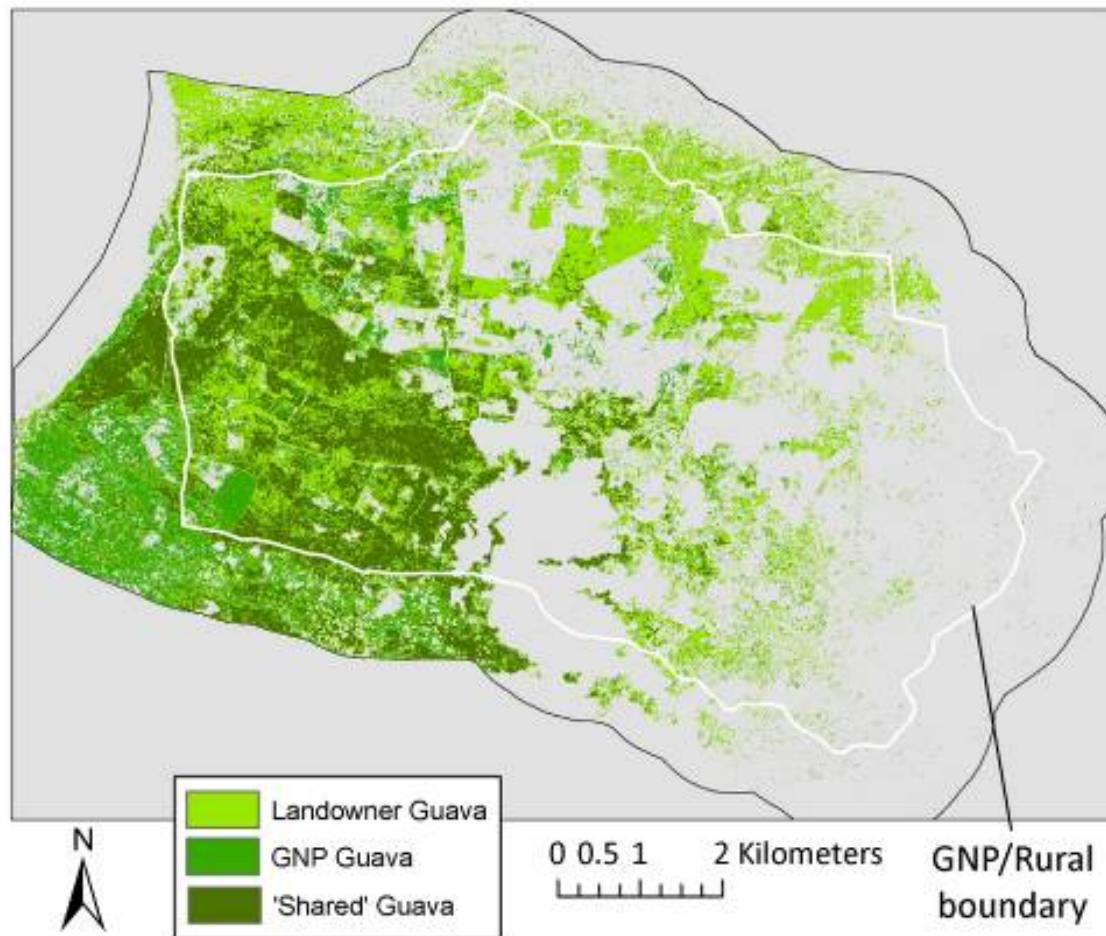 N
Landowner Guava
GNP Guava
'Shared' Guava
0 0.5 1 2 Kilometers
GNP/Rural
boundary